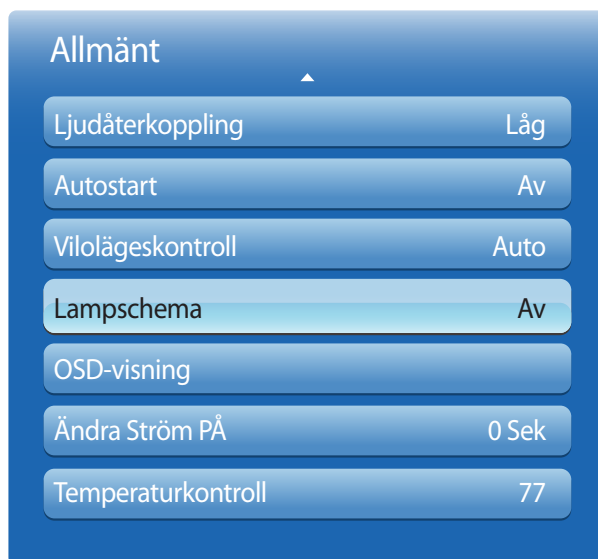 Allmänt
Ljudåterkoppling Låg
Autostart Av
Vilolägeskontroll Auto
Lampschema Av
OSD-visning
Ändra Ström PÅ 0 Sek
Temperaturkontroll 77